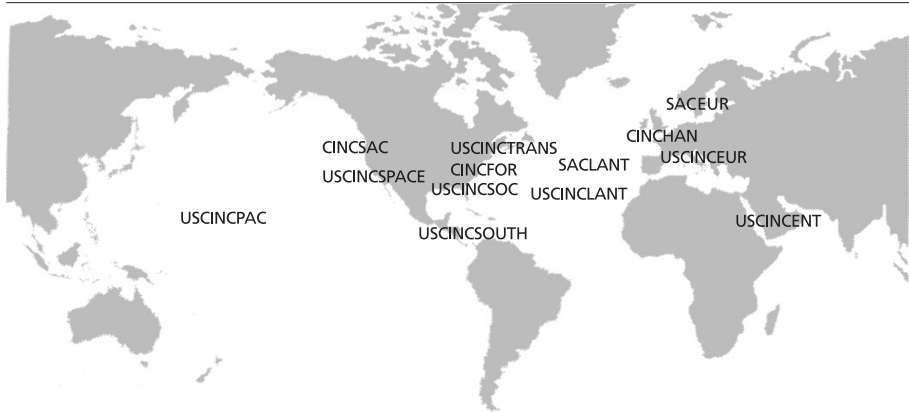 SACEUR
CINCHAN
CINCSAC
USCINCTRANS
USCINCEUR
SACLANT
CINCFOR
USCINCSPACE
USCINCSOC
USCINCLANT
USCINCPAC
USCINCENT
USCINCSOUTH